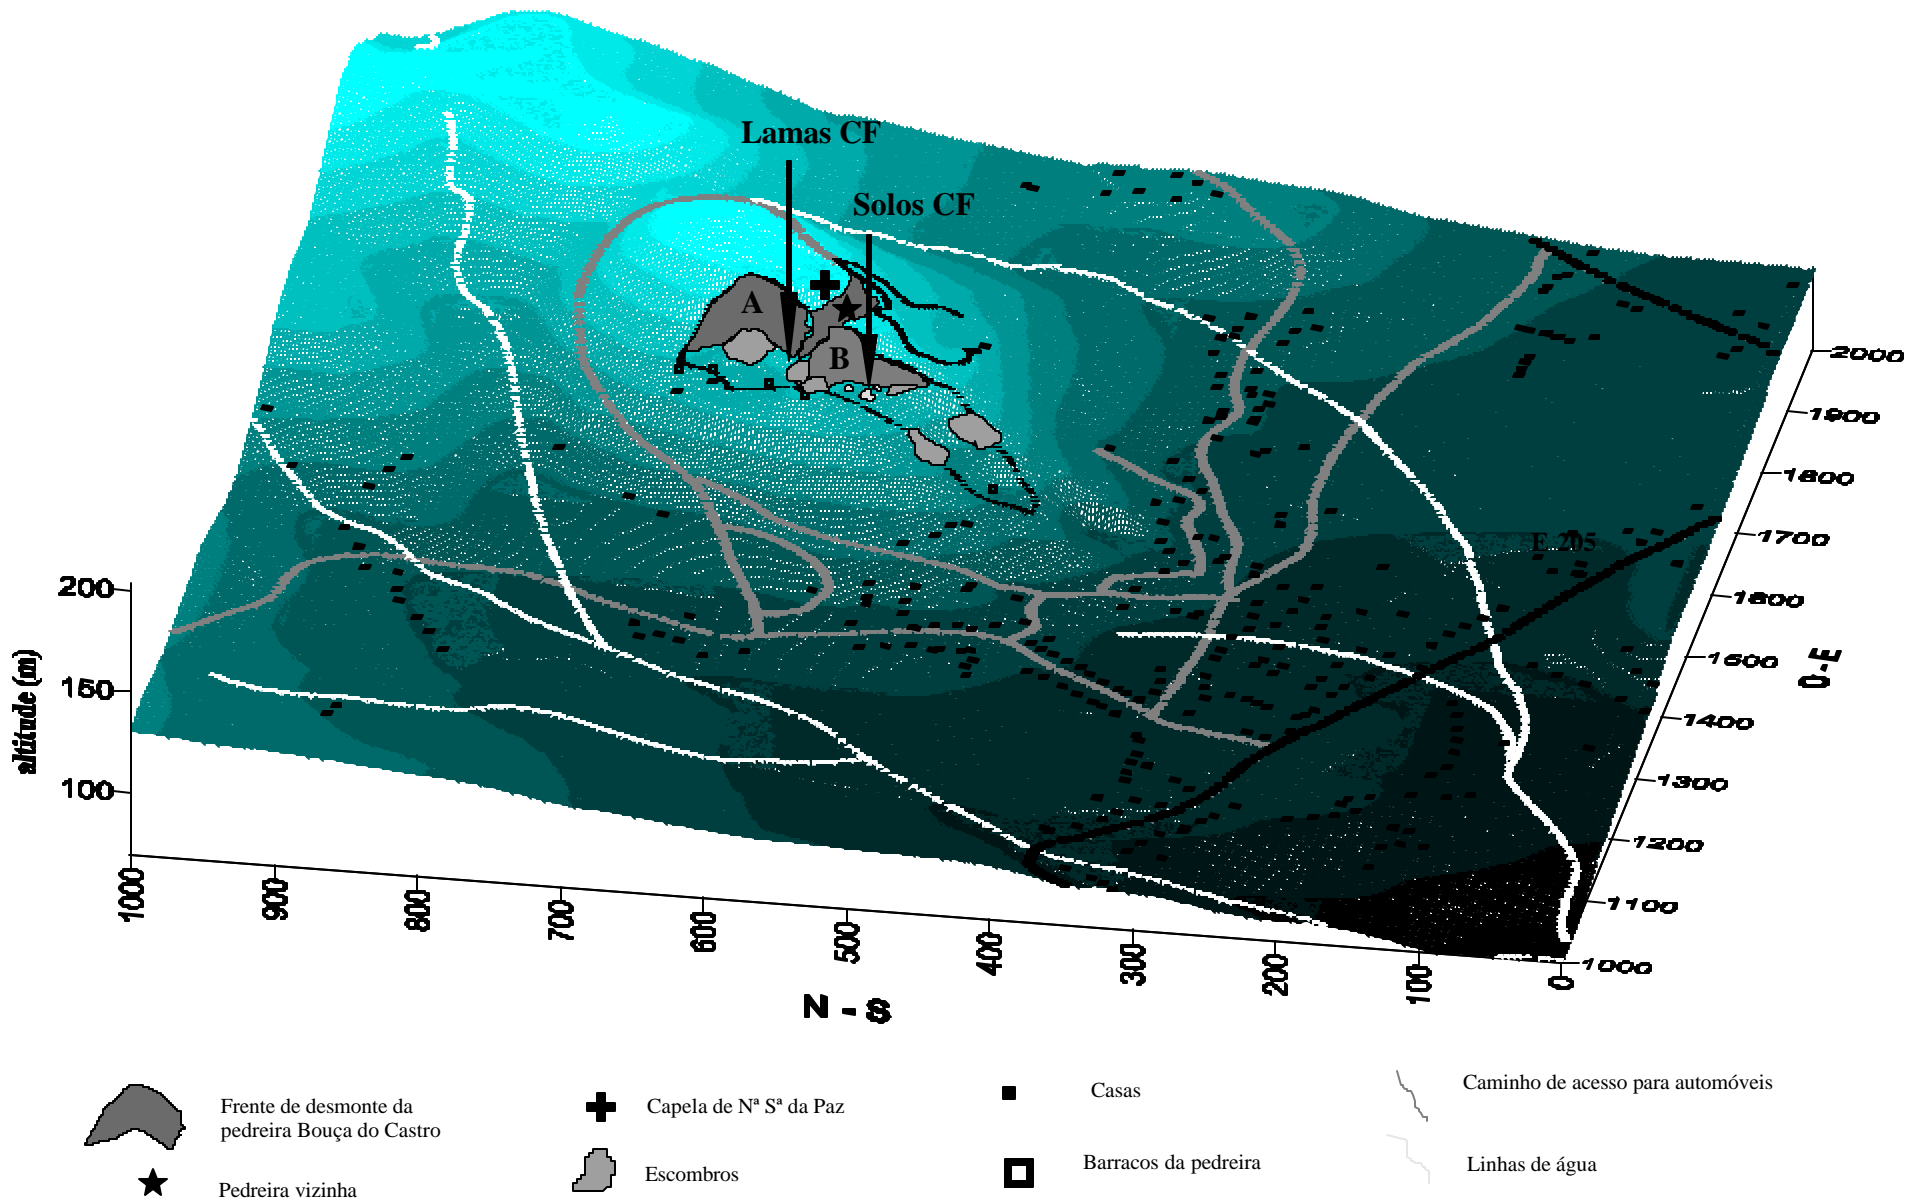 Lamas CF
Solos CF
A
B
E 205
2000
1900
1800
1700
1600
1500
1400
1300
1200
1100
1000
O -E
200
150
100
altitude (m)
1000
900
800
700
600
500
400
300
200
100
0
N - S
Frente de desmonte da
pedreira Bouça do Castro
Pedreira vizinha
Capela de Nª Sª da Paz
Escombros
Casas
Barracos da pedreira
Caminho de acesso para automóveis
Linhas de água